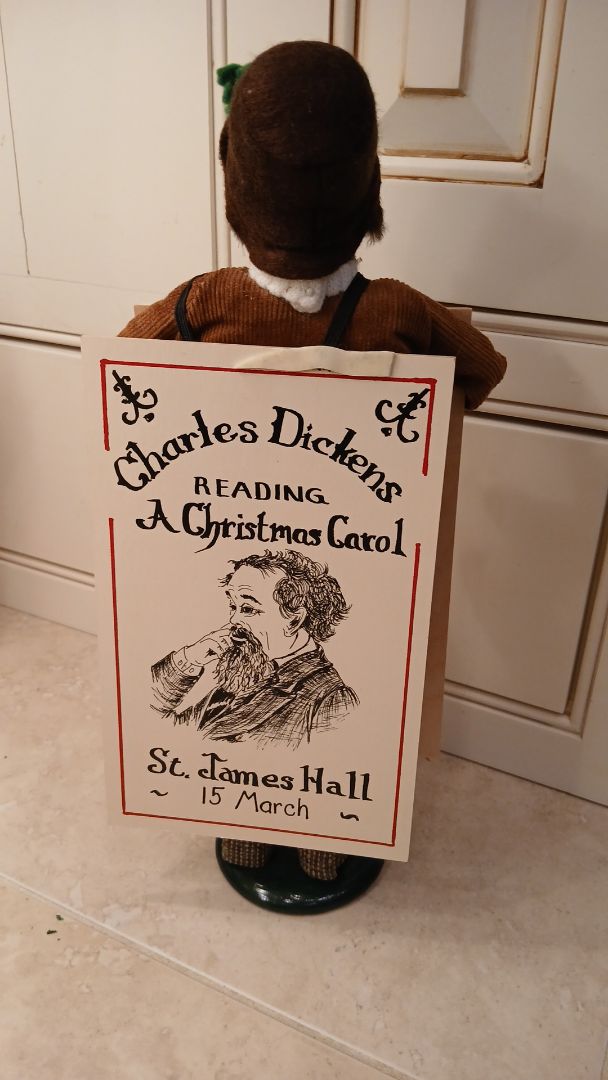 Charles Dickens
READING
A Christmas Carol
St. James Hall
~ 15 March ~